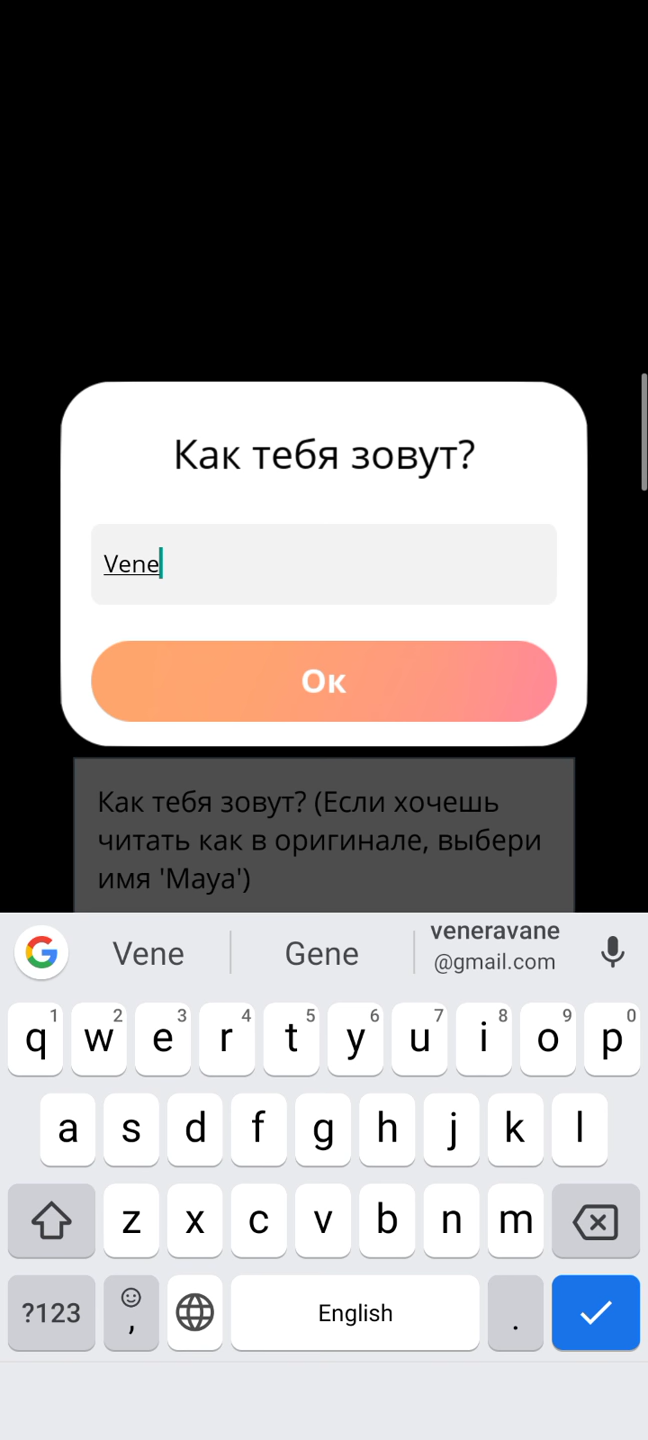 Как тебя зовут?
Vene
Ок
Как тебя зовут? (Если хочешь
читать как в оригинале, выбери
имя 'Maya')
Vene Gene veneravane
@gmail.com
1 2 3 4 5 6 7 8 9 0
q w e r t y u i o p
a s d f g h j k l
z x c v b n m
?123 , English .